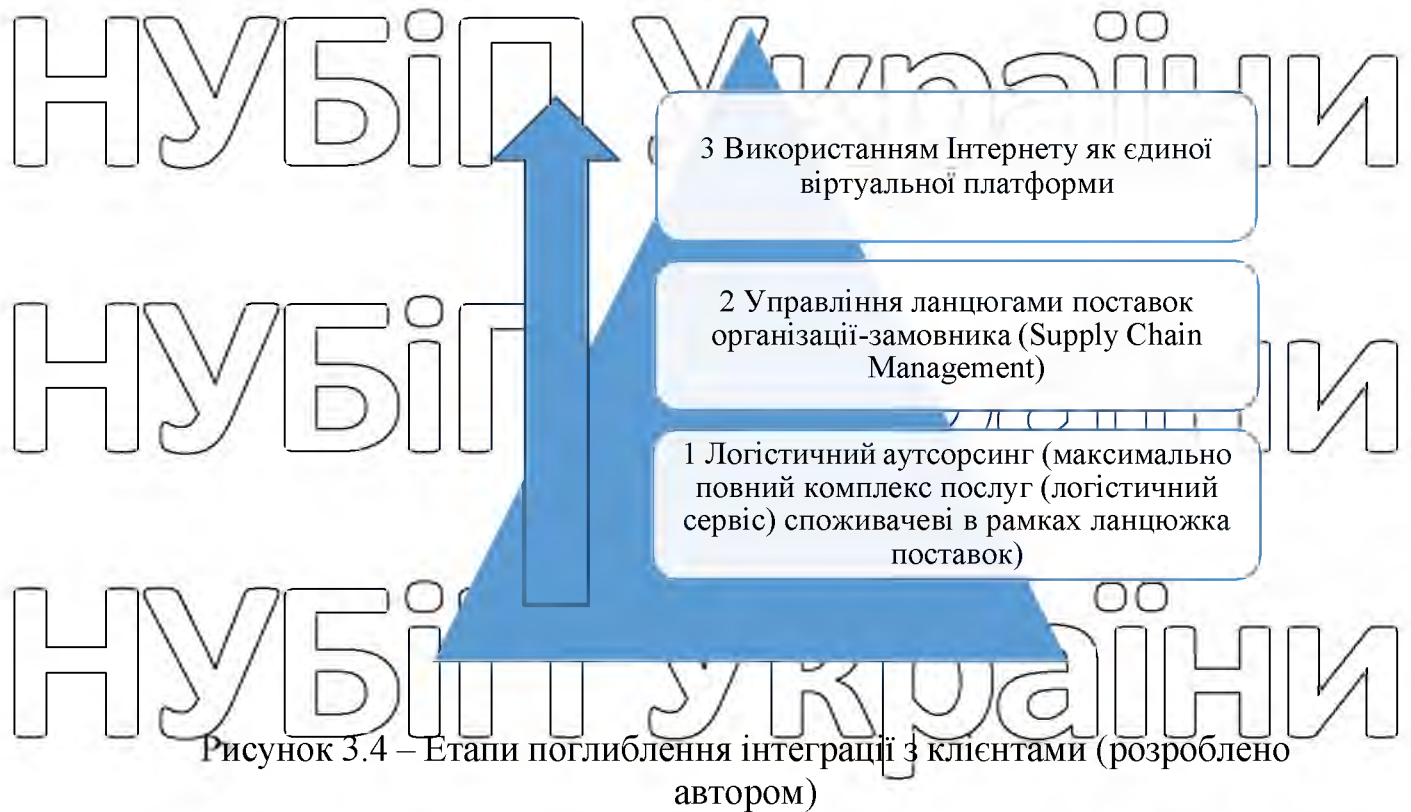 НУБіП України
3 Використанням Інтернету як єдиної
віртуальної платформи
НУБіП України
2 Управління ланцюгами поставок
організації-замовника (Supply Chain
Management)
1 Логістичний аутсорсинг (максимально
повний комплекс послуг (логістичний
сервіс) споживачеві в рамках ланцюжка
поставок)
НУБіП України
Рисунок 3.4 – Етапи поглиблення інтеграції з клієнтами (розроблено
автором)